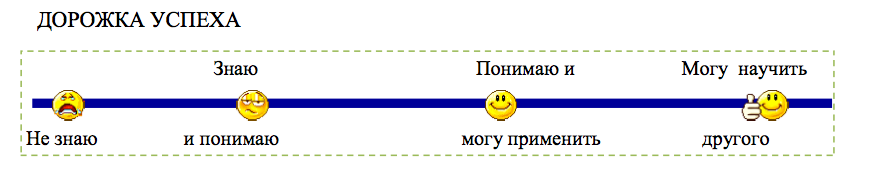 ДОРОЖКА УСПЕХА
Знаю Понимаю и Могу научить
Не знаю и понимаю могу применить другого